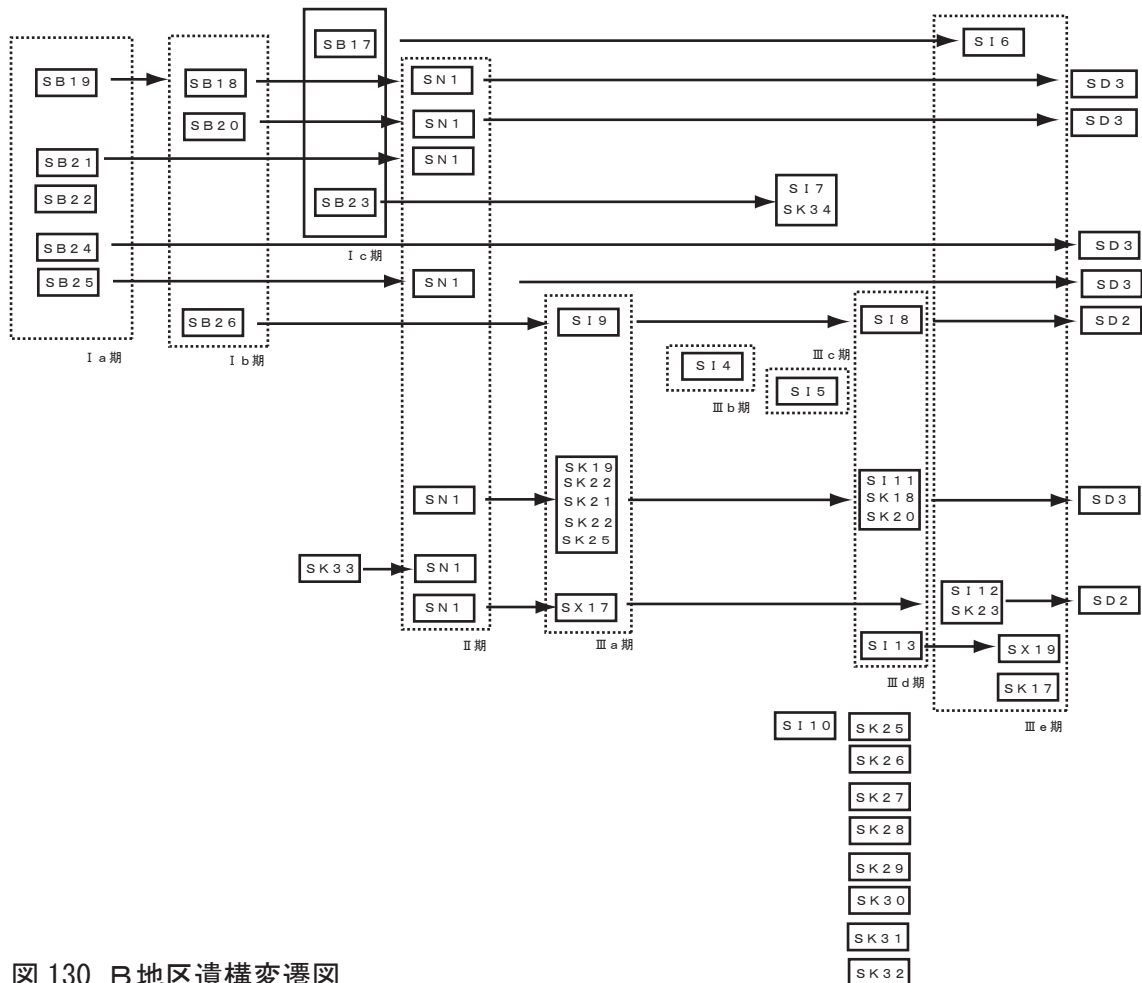 SB17
SI6
SB19
SB18
SN1
SD3
SB20
SN1
SD3
SB21
SN1
SB22
SB23
SI7
SK34
SB24
Ⅰc期
SD3
SB25
SN1
SD3
SB26
SI9
SI8
SD2
Ⅰa期
Ⅰb期
SI4
Ⅲc期
SI5
Ⅲb期
SN1
SK19
SK22
SK21
SK22
SK25
SI11
SK18
SK20
SD3
SK33
SN1
SN1
SX17
SI12
SK23
SD2
Ⅱ期
Ⅲa期
SI13
SX19
Ⅲd期
SK17
Ⅲe期
SI10
SK25
SK26
SK27
SK28
SK29
SK30
SK31
SK32
図130 B地区遺構変遷図